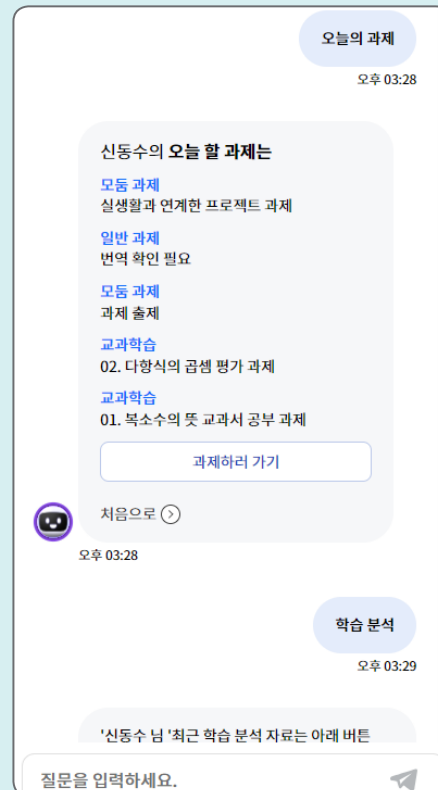 오늘의 과제
오후 03:28
신동수의 오늘 할 과제는
모둠 과제
실생활과 연계한 프로젝트 과제
일반 과제
번역 확인 필요
모둠 과제
과제 출제
교과학습
02. 다항식의 곱셈 평가 과제
교과학습
01. 복소수의 뜻 교과서 공부 과제
과제하러 가기
처음으로
오후 03:28
학습 분석
오후 03:29
'신동수 님 '최근 학습 분석 자료는 아래 버튼
질문을 입력하세요.